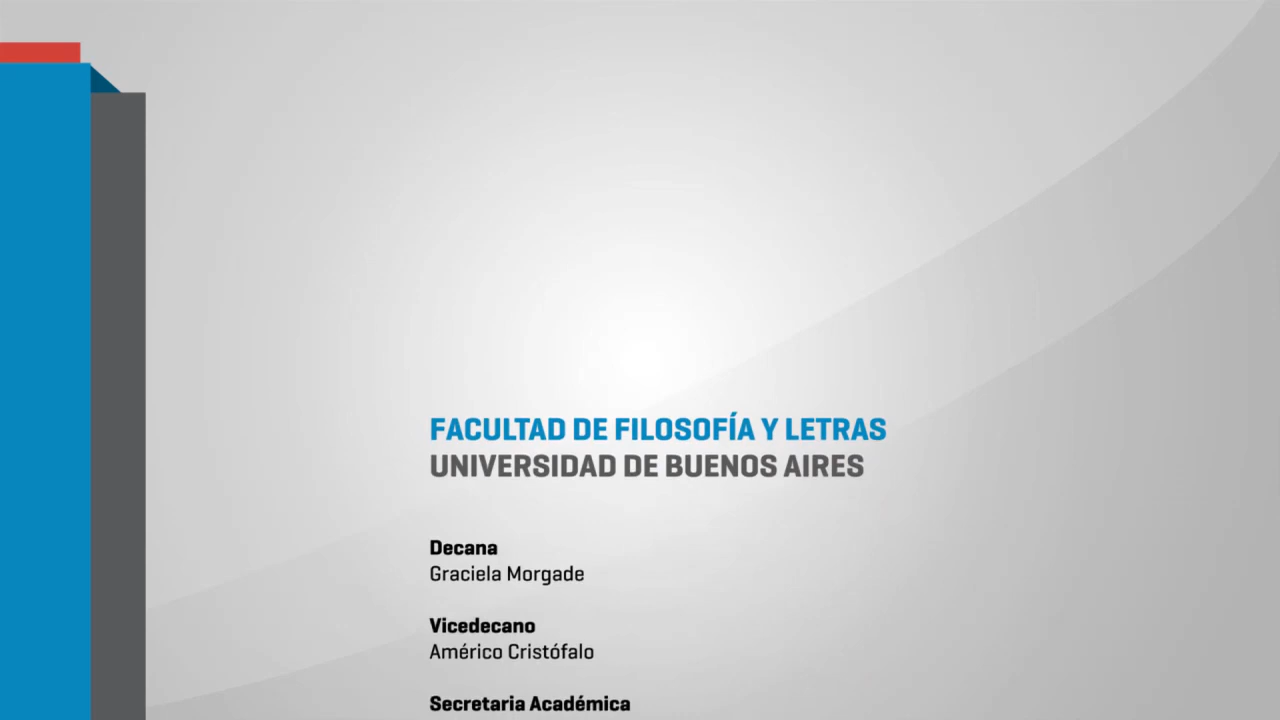 FACULTAD DE FILOSOFÍA Y LETRAS
UNIVERSIDAD DE BUENOS AIRES
Decana
Graciela Morgade
Vicedecano
Américo Cristófalo
Secretaria Académica